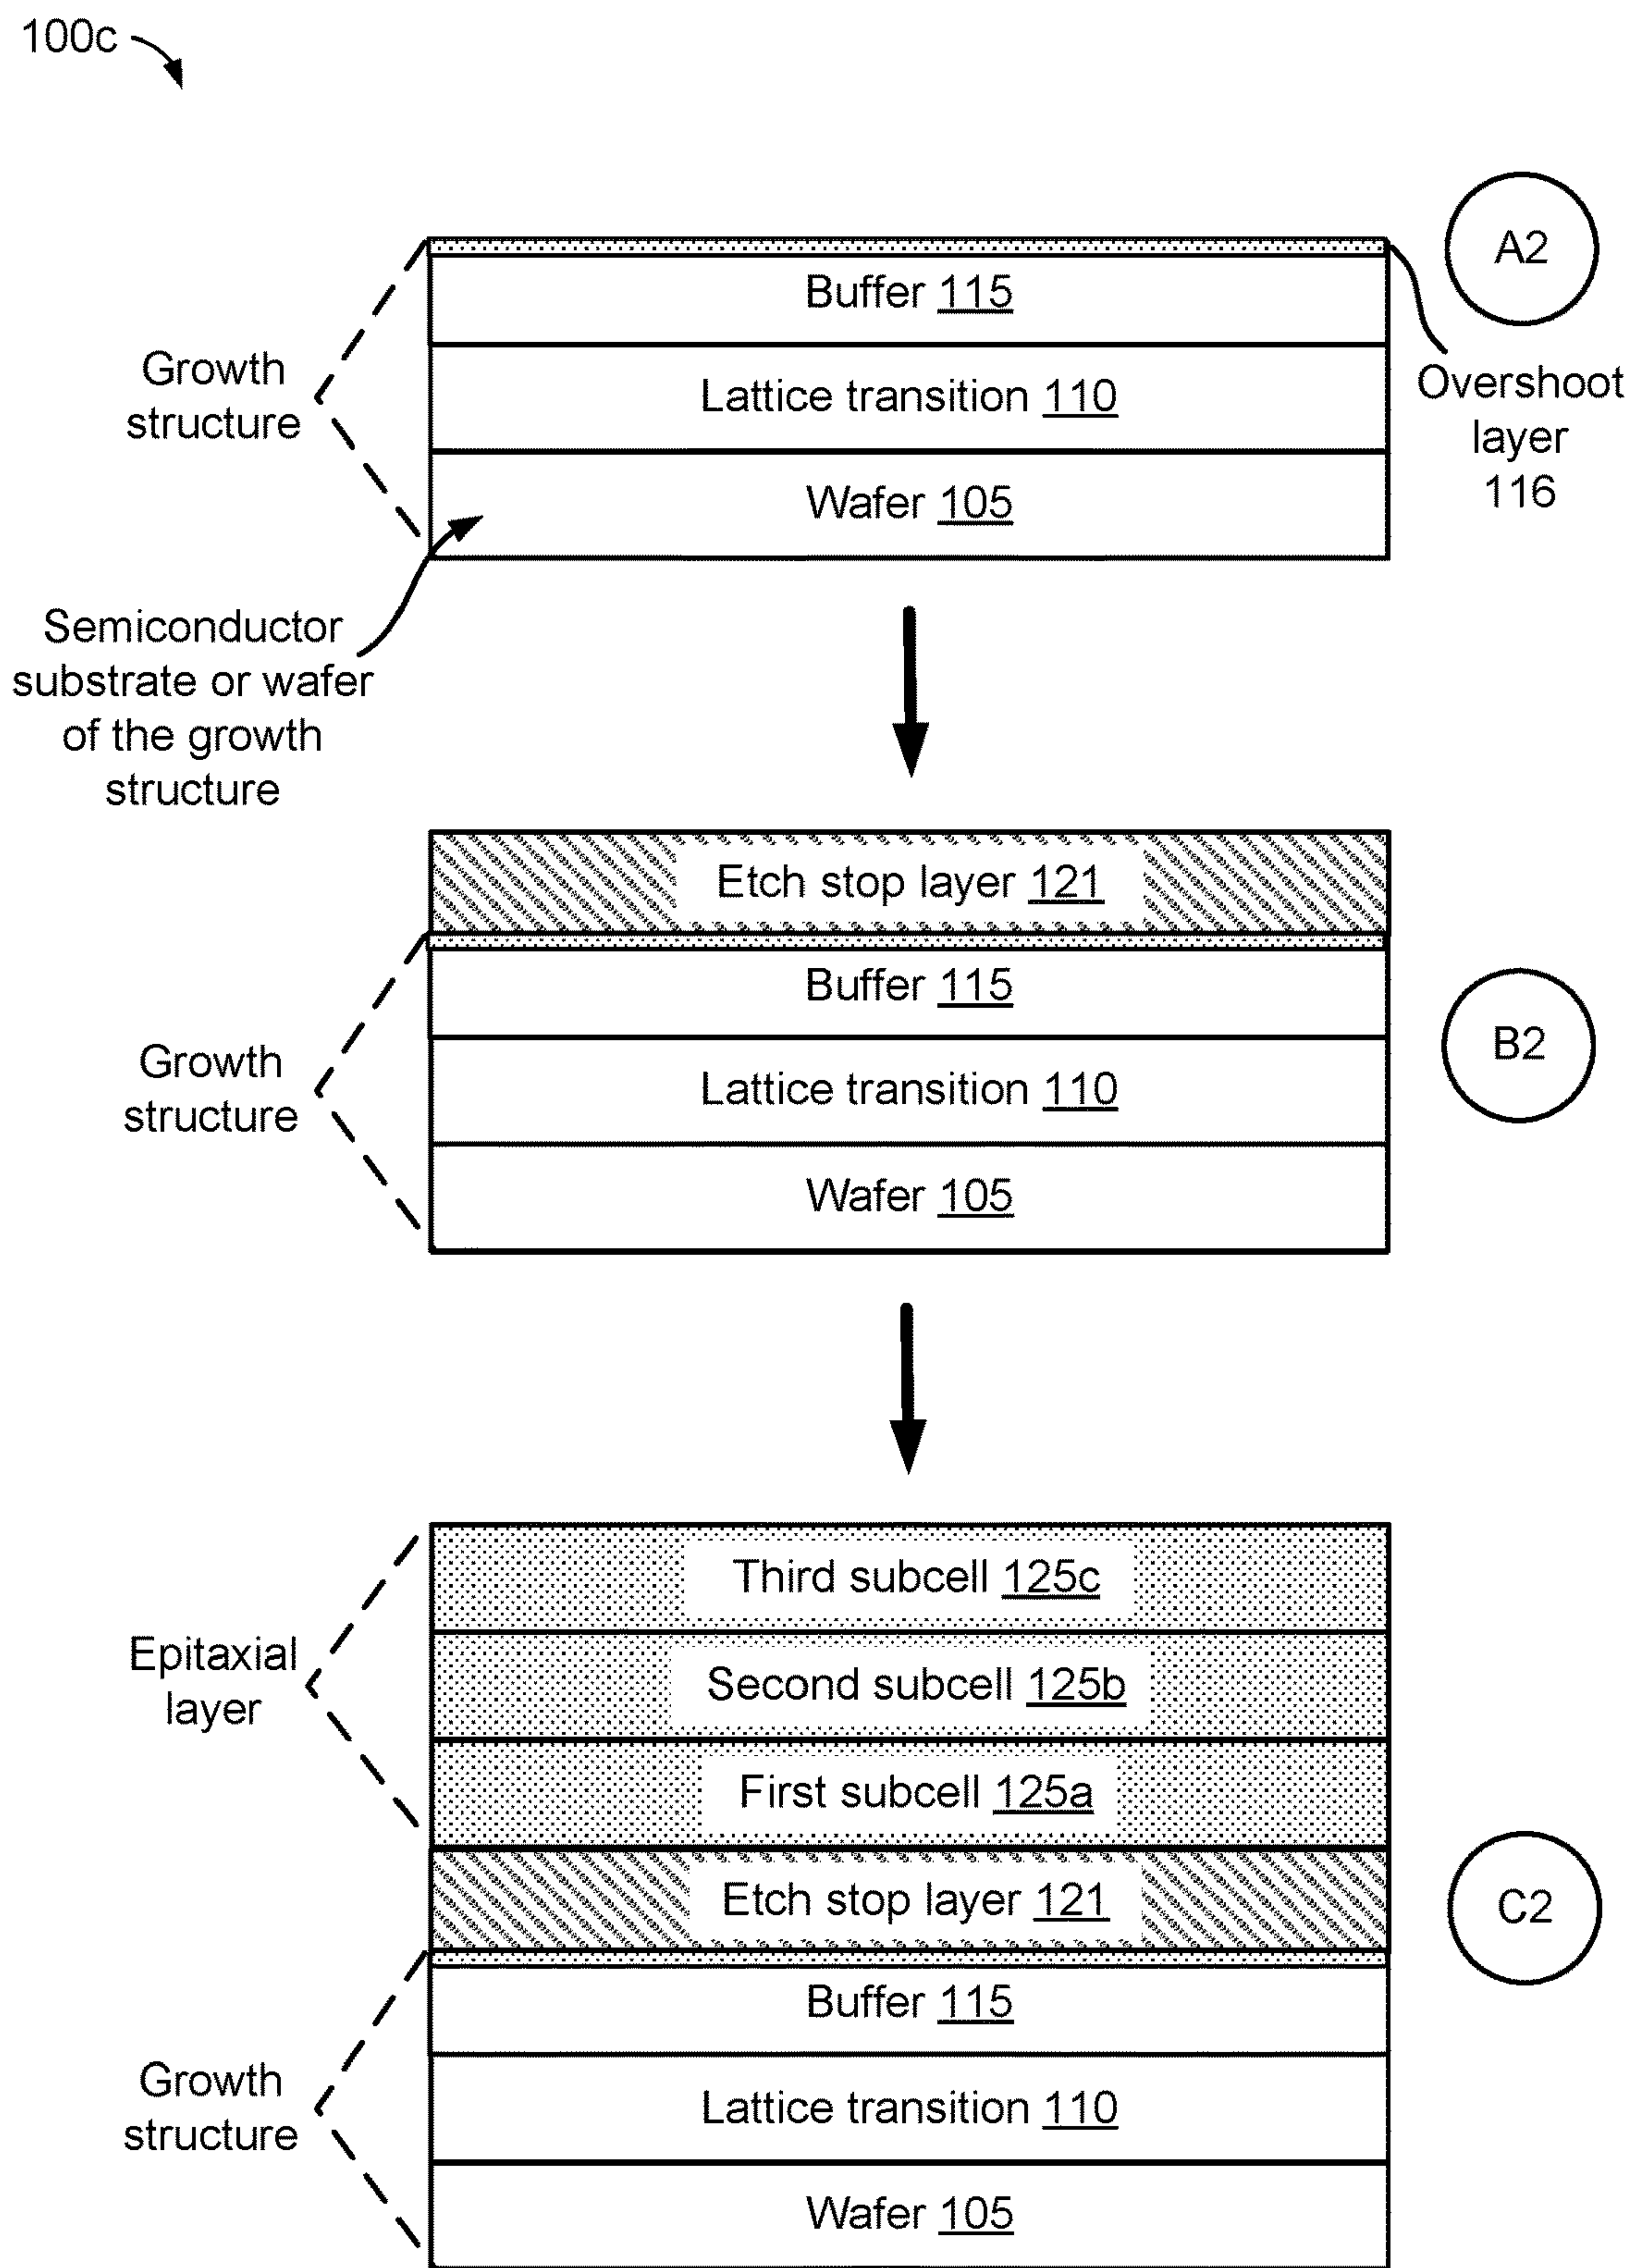 100c
A2
Buffer 115
Growth
structure
Lattice transition 110
Overshoot
layer
116
Wafer 105
Semiconductor
substrate or wafer
of the growth
structure
Etch stop layer 121
Buffer 115
B2
Growth
structure
Lattice transition 110
Wafer 105
Third subcell 125c
Epitaxial
layer
Second subcell 125b
First subcell 125a
Etch stop layer 121
C2
Buffer 115
Growth
structure
Lattice transition 110
Wafer 105